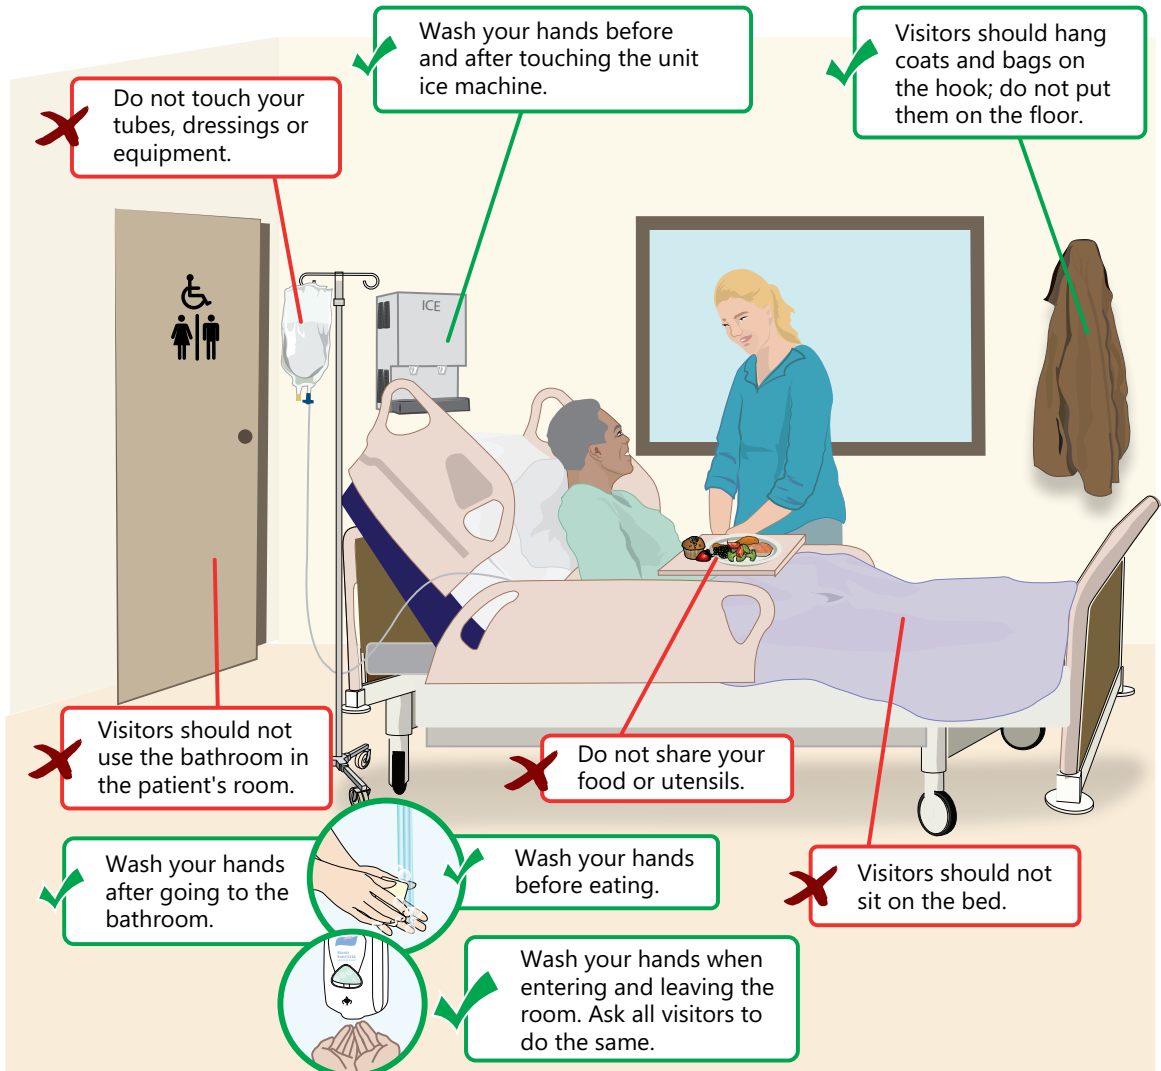 Wash your hands before
and after touching the unit
ice machine.
Visitors should hang
coats and bags on
the hook; do not put
them on the floor.
Do not touch your
tubes, dressings or
equipment.
ICE
Visitors should not
use the bathroom in
the patient's room.
Do not share your
food or utensils.
Wash your hands
after going to the
bathroom.
Wash your hands
before eating.
Visitors should not
sit on the bed.
Wash your hands when
entering and leaving the
room. Ask all visitors to
do the same.